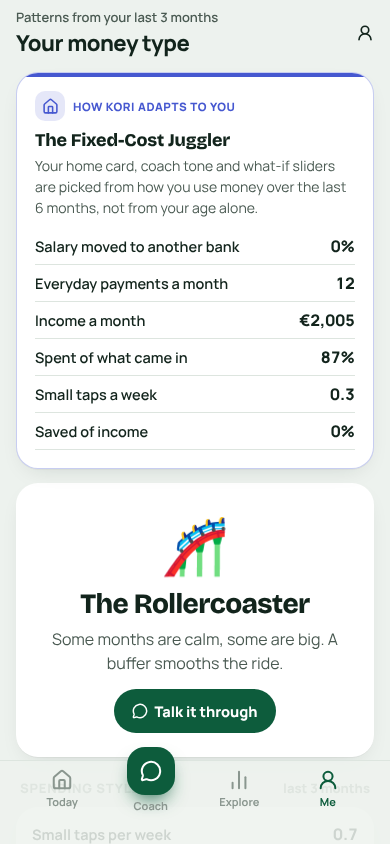 Patterns from your last 3 months
Your money type
HOW KORI ADAPTS TO YOU
The Fixed-Cost Juggler
Your home card, coach tone and what-if sliders
are picked from how you use money over the last
6 months, not from your age alone.
Salary moved to another bank 0%
Everyday payments a month 12
Income a month €2,005
Spent of what came in 87%
Small taps a week 0.3
Saved of income 0%
The Rollercoaster
Some months are calm, some are big. A
buffer smooths the ride.
Talk it through
SPENDING last 3 months
Today Coach Explore Me
Small taps per week 0.7